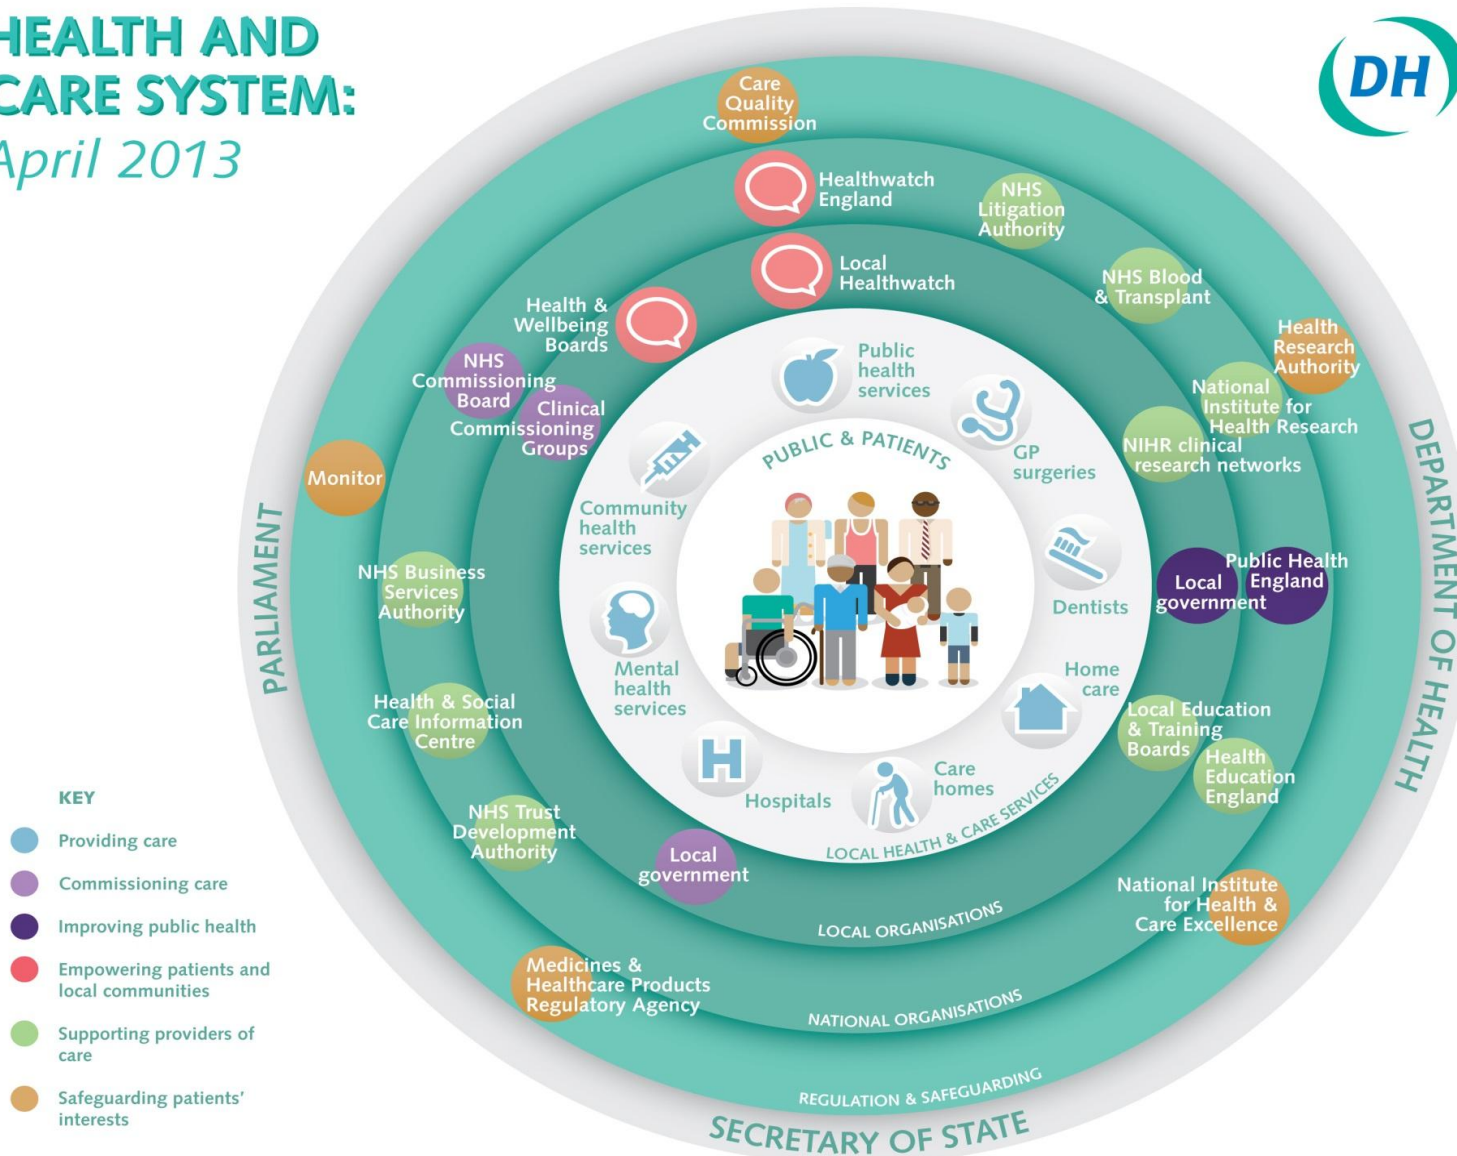 HEALTH AND
CARE SYSTEM:
April 2013
DH
Care
Quality
Commission
Healthwatch
England
NHS
Litigation
Authority
Local
Healthwatch
NHS Blood
& Transplant
Health &
Wellbeing
Boards
Health
Research
Authority
NHS
Commissioning
Board
Clinical
Commissioning
Groups
National
Institute for
Health Research
NIHR clinical
research networks
Public
health
services
GP
surgeries
PUBLIC & PATIENTS
Monitor
Community
health
services
Dentists
NHS Business
Services
Authority
Local
government
Public Health
England
PARLIAMENT
DEPARTMENT OF HEALTH
Mental
health
services
Home
care
Health & Social
Care Information
Centre
Local Education
& Training
Boards
Health
Education
England
H
Hospitals
Care
homes
LOCAL HEALTH & CARE SERVICES
NHS Trust
Development
Authority
Local
government
National Institute
for Health &
Care Excellence
LOCAL ORGANISATIONS
Medicines &
Healthcare Products
Regulatory Agency
NATIONAL ORGANISATIONS
REGULATION & SAFEGUARDING
SECRETARY OF STATE
KEY
Providing care
Commissioning care
Improving public health
Empowering patients and
local communities
Supporting providers of
care
Safeguarding patients'
interests